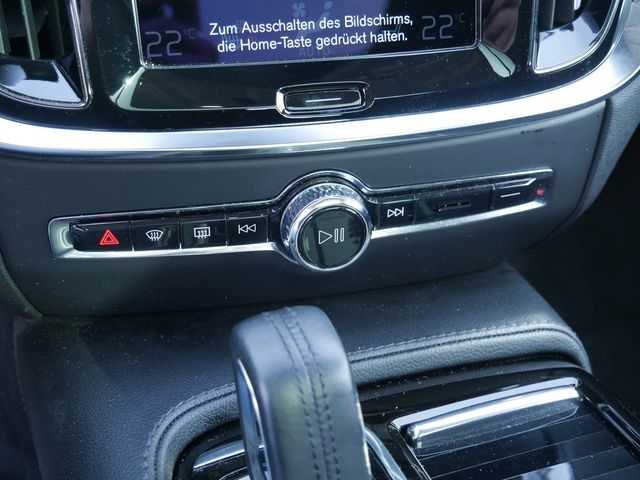 Zum Ausschalten des Bildschirms,
die Home-Taste gedrückt halten.
22°C
22°C